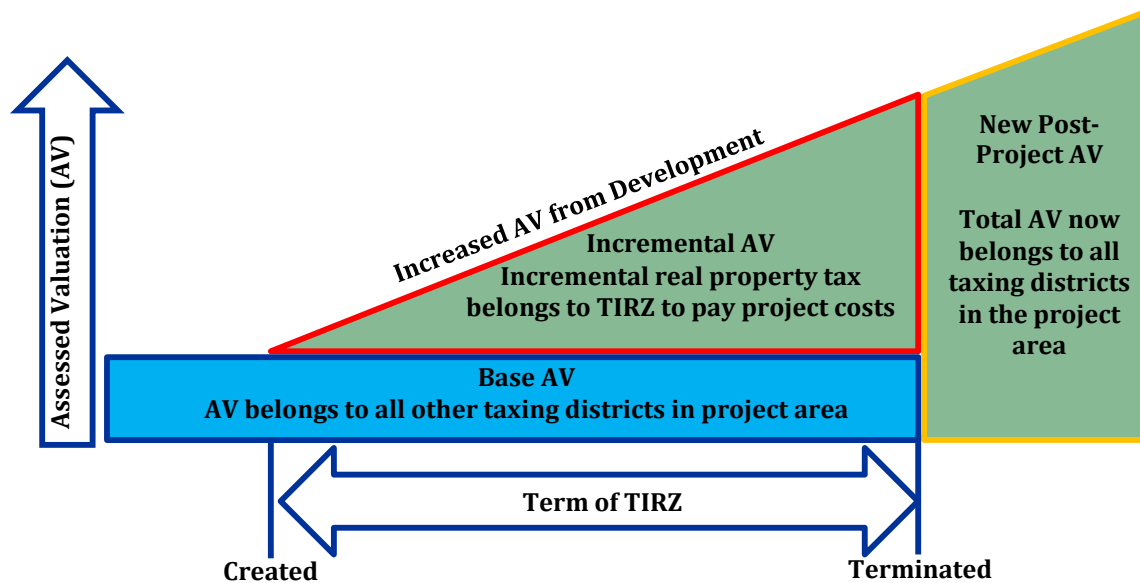 Assessed Valuation (AV)
Increased AV from Development
Incremental AV
Incremental real property tax
belongs to TIRZ to pay project costs
New Post-
Project AV
Total AV now
belongs to all
taxing districts
in the project
area
Base AV
AV belongs to all other taxing districts in project area
Term of TIRZ
Created
Terminated